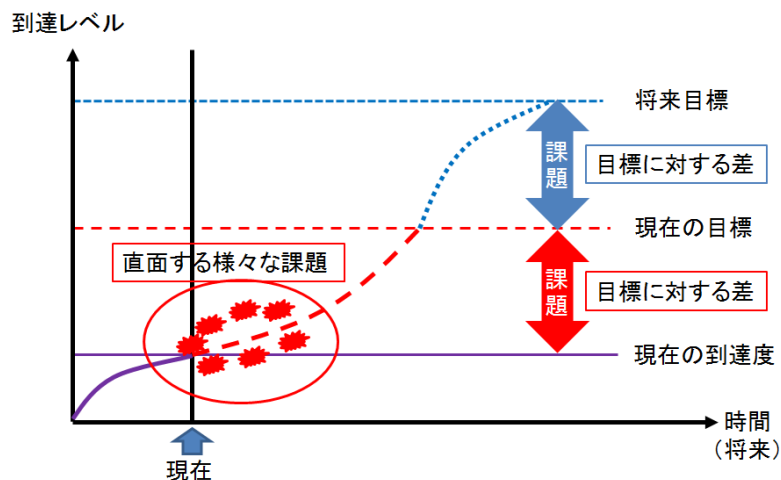 到達レベル
将来目標
課題
目標に対する差
現在の目標
直面する様々な課題
課題
目標に対する差
現在の到達度
時間
（将来）
現在